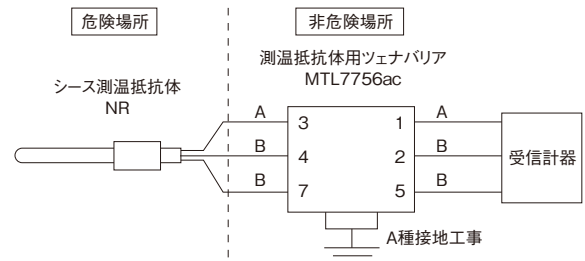 危険場所
非危険場所
測温抵抗体用ツェナバリア
MTL7756ac
シース測温抵抗体
NR
A
3
1
A
B
4
2
B
受信計器
B
7
5
B
A種接地工事